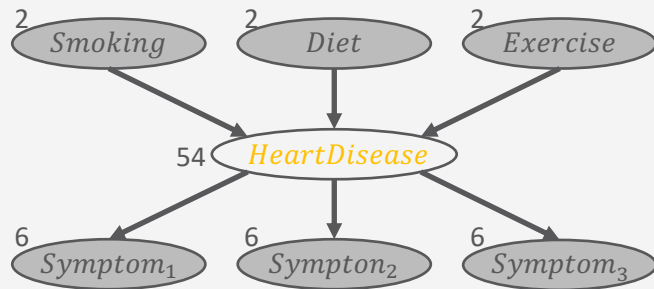 2 2 2
Smoking Diet Exercise
54 HeartDisease
6 6 6
Symptom₁ Sympton₂ Symptom₃